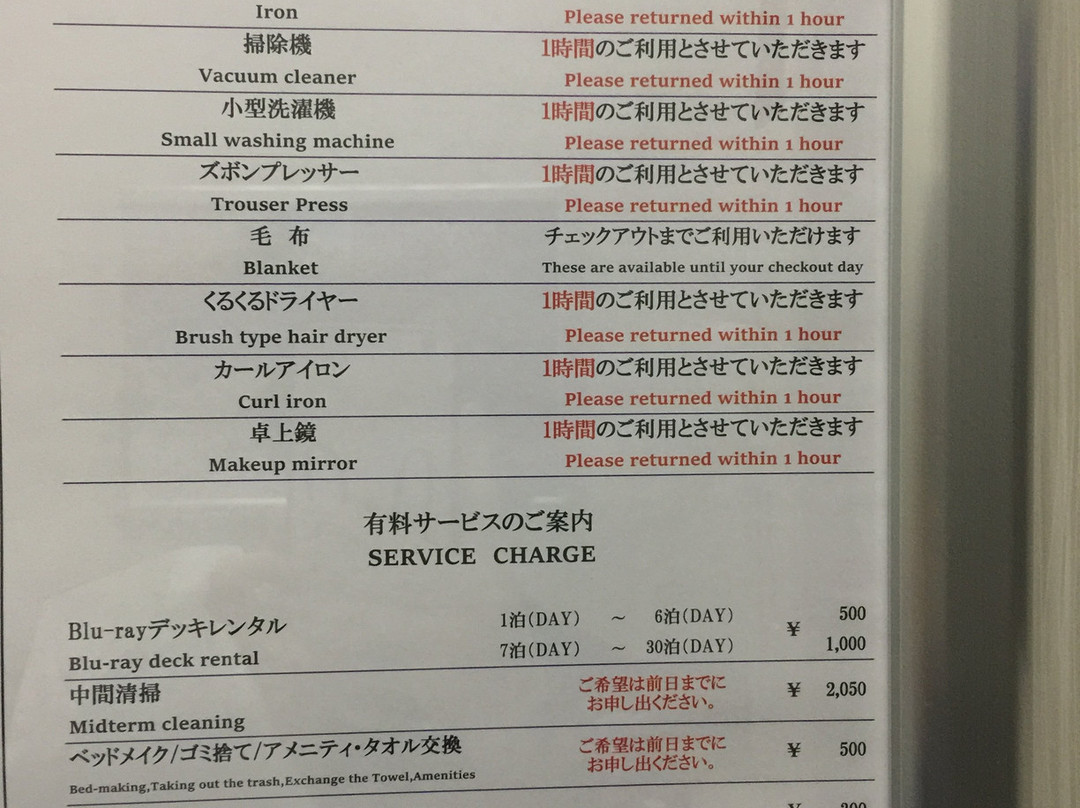 Iron Please returned within 1 hour
掃除機 1時間のご利用とさせていただきます
Vacuum cleaner Please returned within 1 hour
小型洗濯機 1時間のご利用とさせていただきます
Small washing machine Please returned within 1 hour
ズボンプレッサー 1時間のご利用とさせていただきます
Trouser Press Please returned within 1 hour
毛 布 チェックアウトまでご利用いただけます
Blanket These are available until your checkout day
くるくるドライヤー 1時間のご利用とさせていただきます
Brush type hair dryer Please returned within 1 hour
カールアイロン 1時間のご利用とさせていただきます
Curl iron Please returned within 1 hour
卓上鏡 1時間のご利用とさせていただきます
Makeup mirror Please returned within 1 hour
有料サービスのご案内
SERVICE CHARGE
Blu-rayデッキレンタル 1泊(DAY) ~ 6泊(DAY) ¥ 500
Blu-ray deck rental 7泊(DAY) ~ 30泊(DAY) 1,000
中間清掃 ご希望は前日までに ¥ 2,050
Midterm cleaning お申し出ください。
ベッドメイク/ゴミ捨て/アメニティ・タオル交換 ご希望は前日までに ¥ 500
Bed-making,Taking out the trash,Exchange the Towel,Amenities お申し出ください。